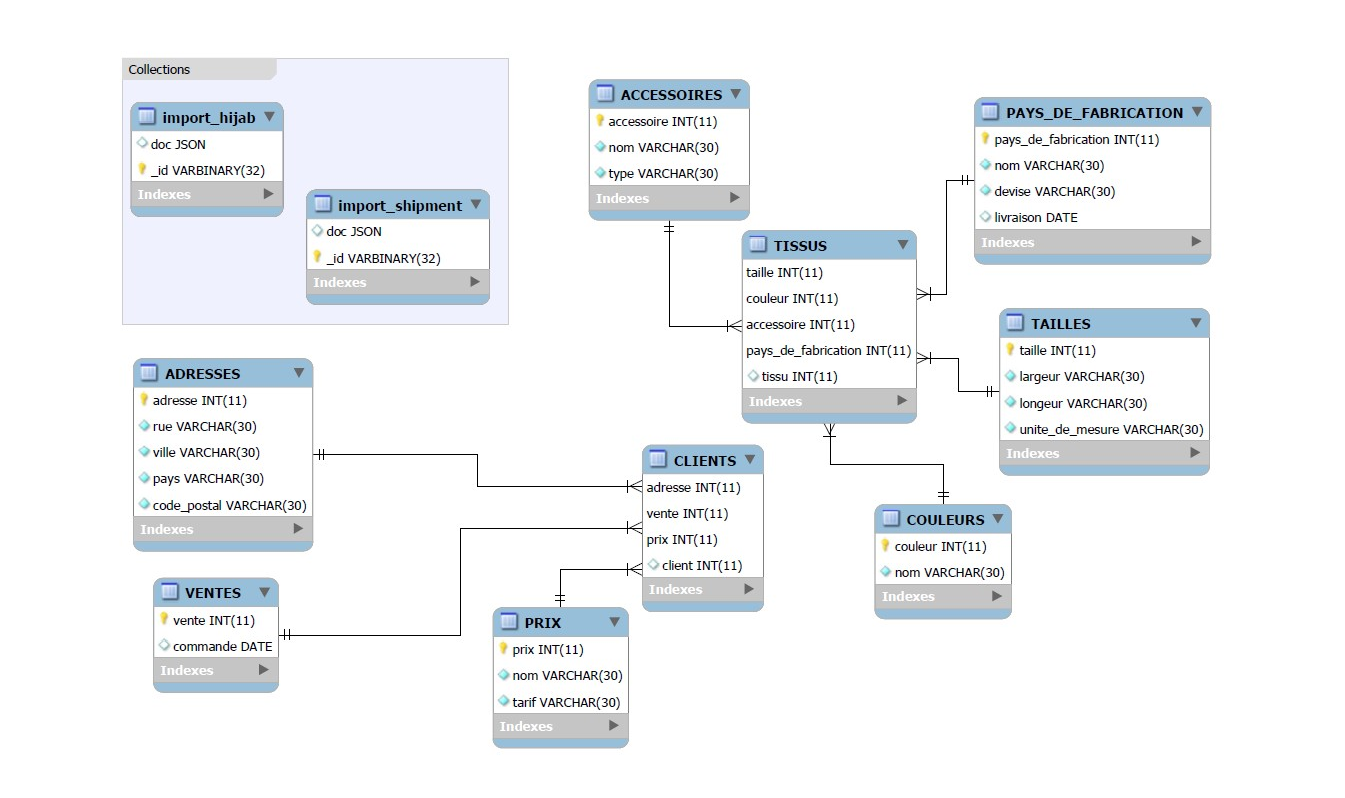 Collections
import_hijab
doc JSON
_id VARBINARY(32)
Indexes
import_shipment
doc JSON
_id VARBINARY(32)
Indexes
ACCESSOIRES
accessoire INT(11)
nom VARCHAR(30)
type VARCHAR(30)
Indexes
PAYS_DE_FABRICATION
pays_de_fabrication INT(11)
nom VARCHAR(30)
devise VARCHAR(30)
livraison DATE
Indexes
TISSUS
taille INT(11)
couleur INT(11)
accessoire INT(11)
pays_de_fabrication INT(11)
tissu INT(11)
Indexes
TAILLES
taille INT(11)
largeur VARCHAR(30)
longeur VARCHAR(30)
unite_de_mesure VARCHAR(30)
Indexes
ADRESSES
adresse INT(11)
rue VARCHAR(30)
ville VARCHAR(30)
pays VARCHAR(30)
code_postal VARCHAR(30)
Indexes
CLIENTS
adresse INT(11)
vente INT(11)
prix INT(11)
client INT(11)
Indexes
COULEURS
couleur INT(11)
nom VARCHAR(30)
Indexes
VENTES
vente INT(11)
commande DATE
Indexes
PRIX
prix INT(11)
nom VARCHAR(30)
tarif VARCHAR(30)
Indexes